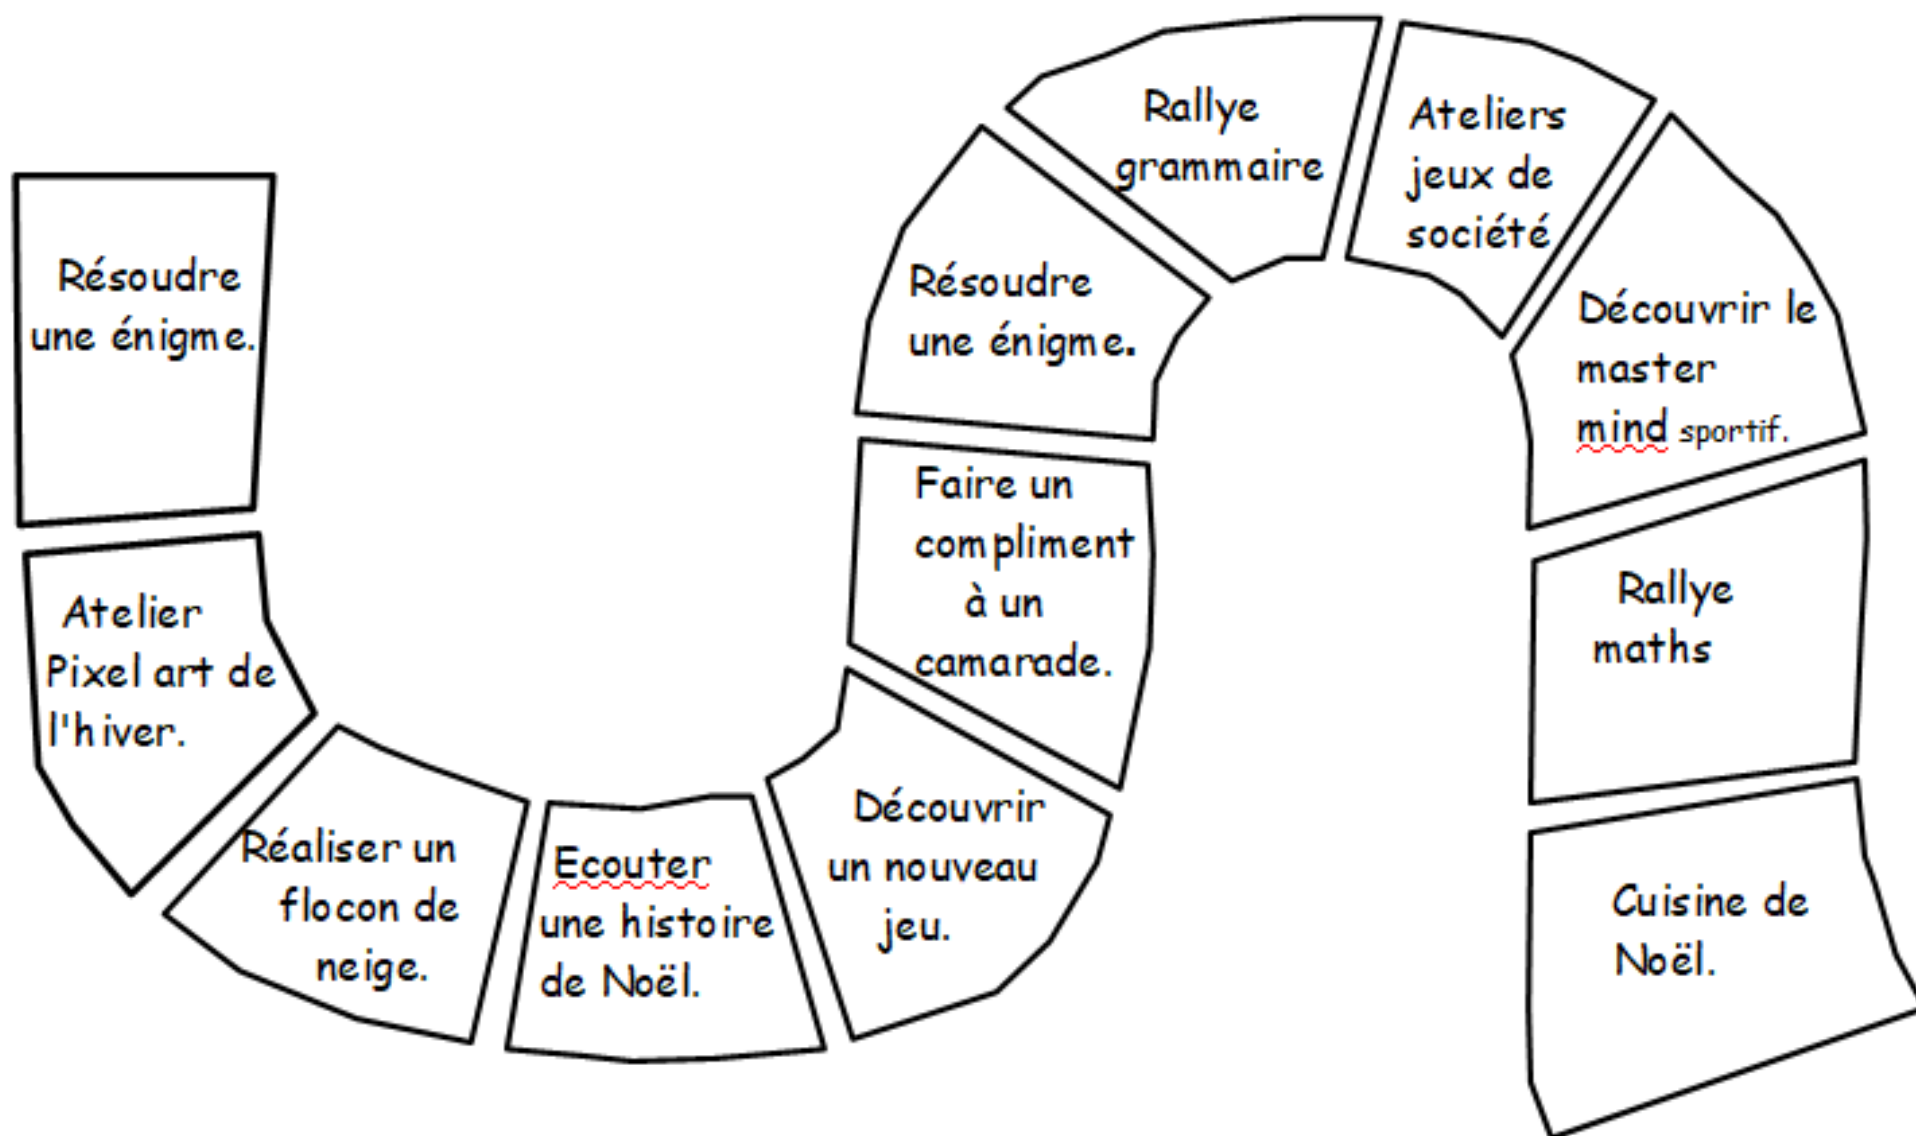 Résoudre
une énigme.
Atelier
Pixel art de
l'hiver.
Réaliser un
flocon de
neige.
Ecouter
une histoire
de Noël.
Découvrir
un nouveau
jeu.
Faire un
compliment
à un
camarade.
Résoudre
une énigme.
Rallye
grammaire
Ateliers
jeux de
société
Découvrir le
master
mind sportif.
Rallye
maths
Cuisine de
Noël.